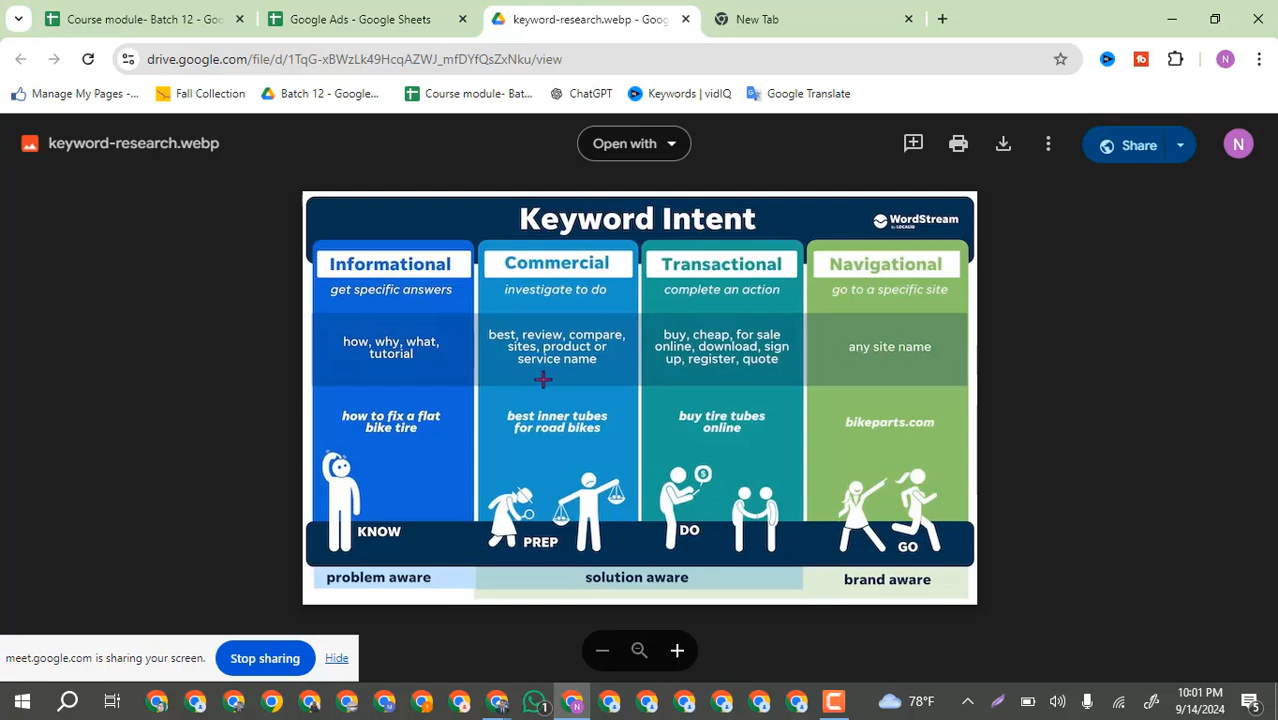 Course module- Batch 12 - Goo
Google Ads - Google Sheets
keyword-research.webp - Goog
New Tab
drive.google.com/file/d/1TqG-xBWzLk49HcqAZWJ_mfDYfQsZxNku/view
N
Manage My Pages -...
Fall Collection
Batch 12 - Google...
Course module- Bat...
ChatGPT
Keywords | vidIQ
Google Translate
keyword-research.webp
Open with
Share
N
Keyword Intent
WordStream
by LOCALiQ
Informational
Commercial
Transactional
Navigational
get specific answers
investigate to do
complete an action
go to a specific site
how, why, what,
tutorial
best, review, compare,
sites, product or
service name
buy, cheap, for sale
online, download, sign
up, register, quote
any site name
how to fix a flat
bike tire
best inner tubes
for road bikes
buy tire tubes
online
bikeparts.com
KNOW
PREP
DO
GO
problem aware
solution aware
brand aware
meet.google.com is sharing your screen.
Stop sharing
Hide
78°F
10:01 PM
9/14/2024